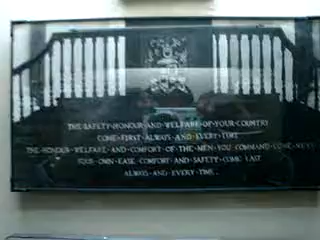 THE·SAFETY·HONOUR·AND·WELFARE·OF·YOUR·COUNTRY
COME·FIRST·ALWAYS·AND·EVERY·TIME
THE·HONOUR·WELFARE·AND·COMFORT·OF·THE·MEN·YOU·COMMAND·COME·NEXT
YOUR·OWN·EASE·COMFORT·AND·SAFETY·COME·LAST
ALWAYS·AND·EVERY·TIME.